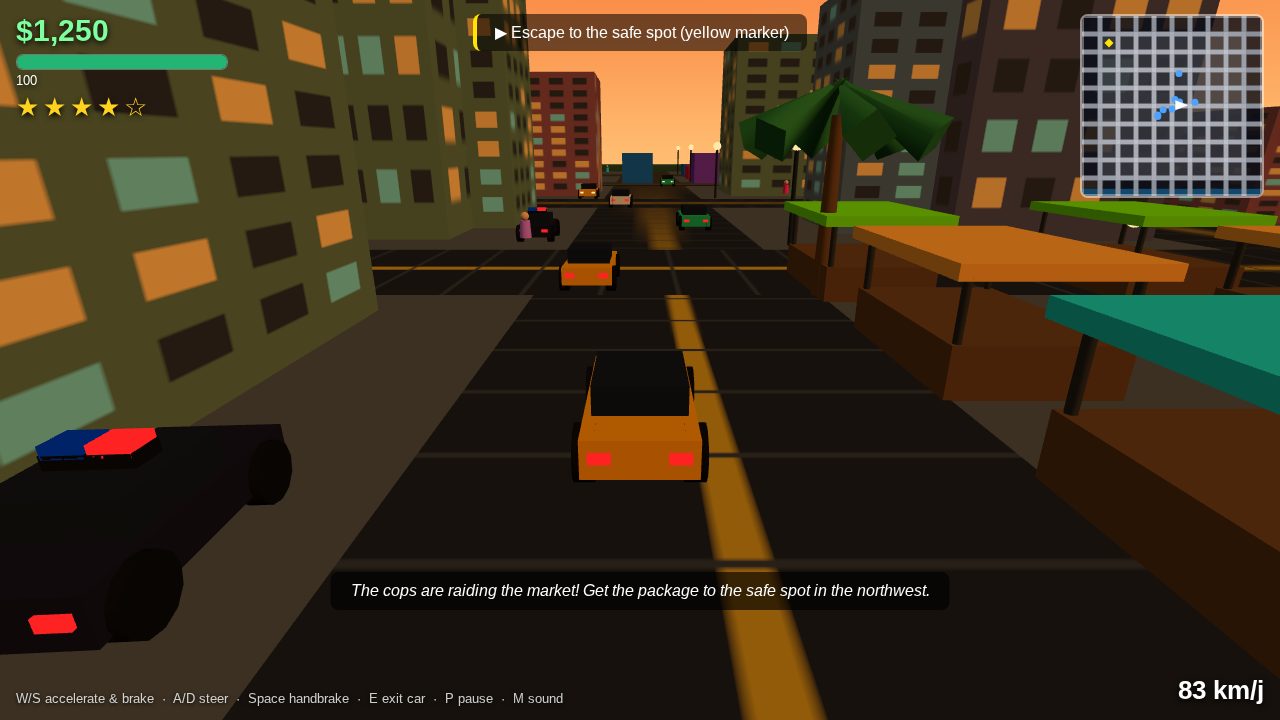 $1,250
▶ Escape to the safe spot (yellow marker)
100
★★★★☆
The cops are raiding the market! Get the package to the safe spot in the northwest.
W/S accelerate & brake · A/D steer · Space handbrake · E exit car · P pause · M sound
83 km/j